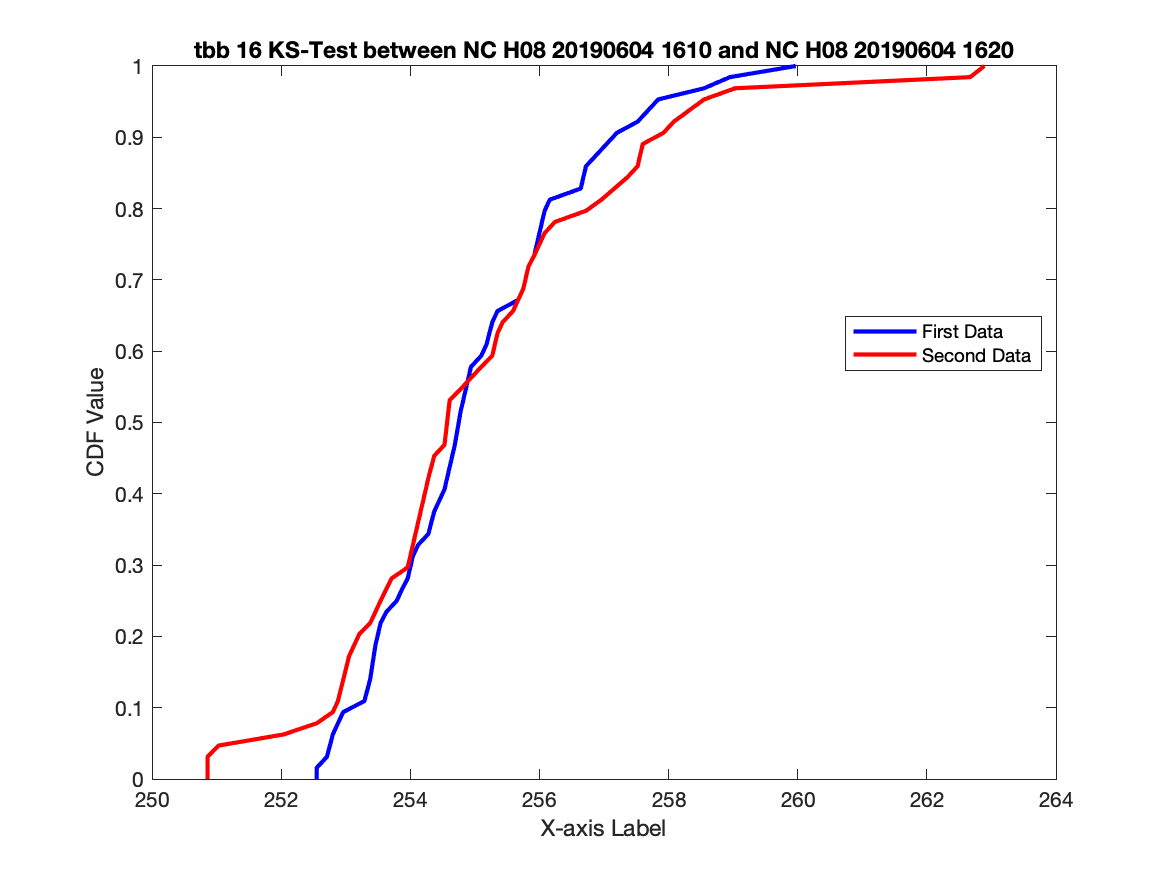 tbb 16 KS-Test between NC H08 20190604 1610 and NC H08 20190604 1620
1
0.9
0.8
0.7
0.6
0.5
0.4
0.3
0.2
0.1
0
CDF Value
First Data
Second Data
250 252 254 256 258 260 262 264
X-axis Label